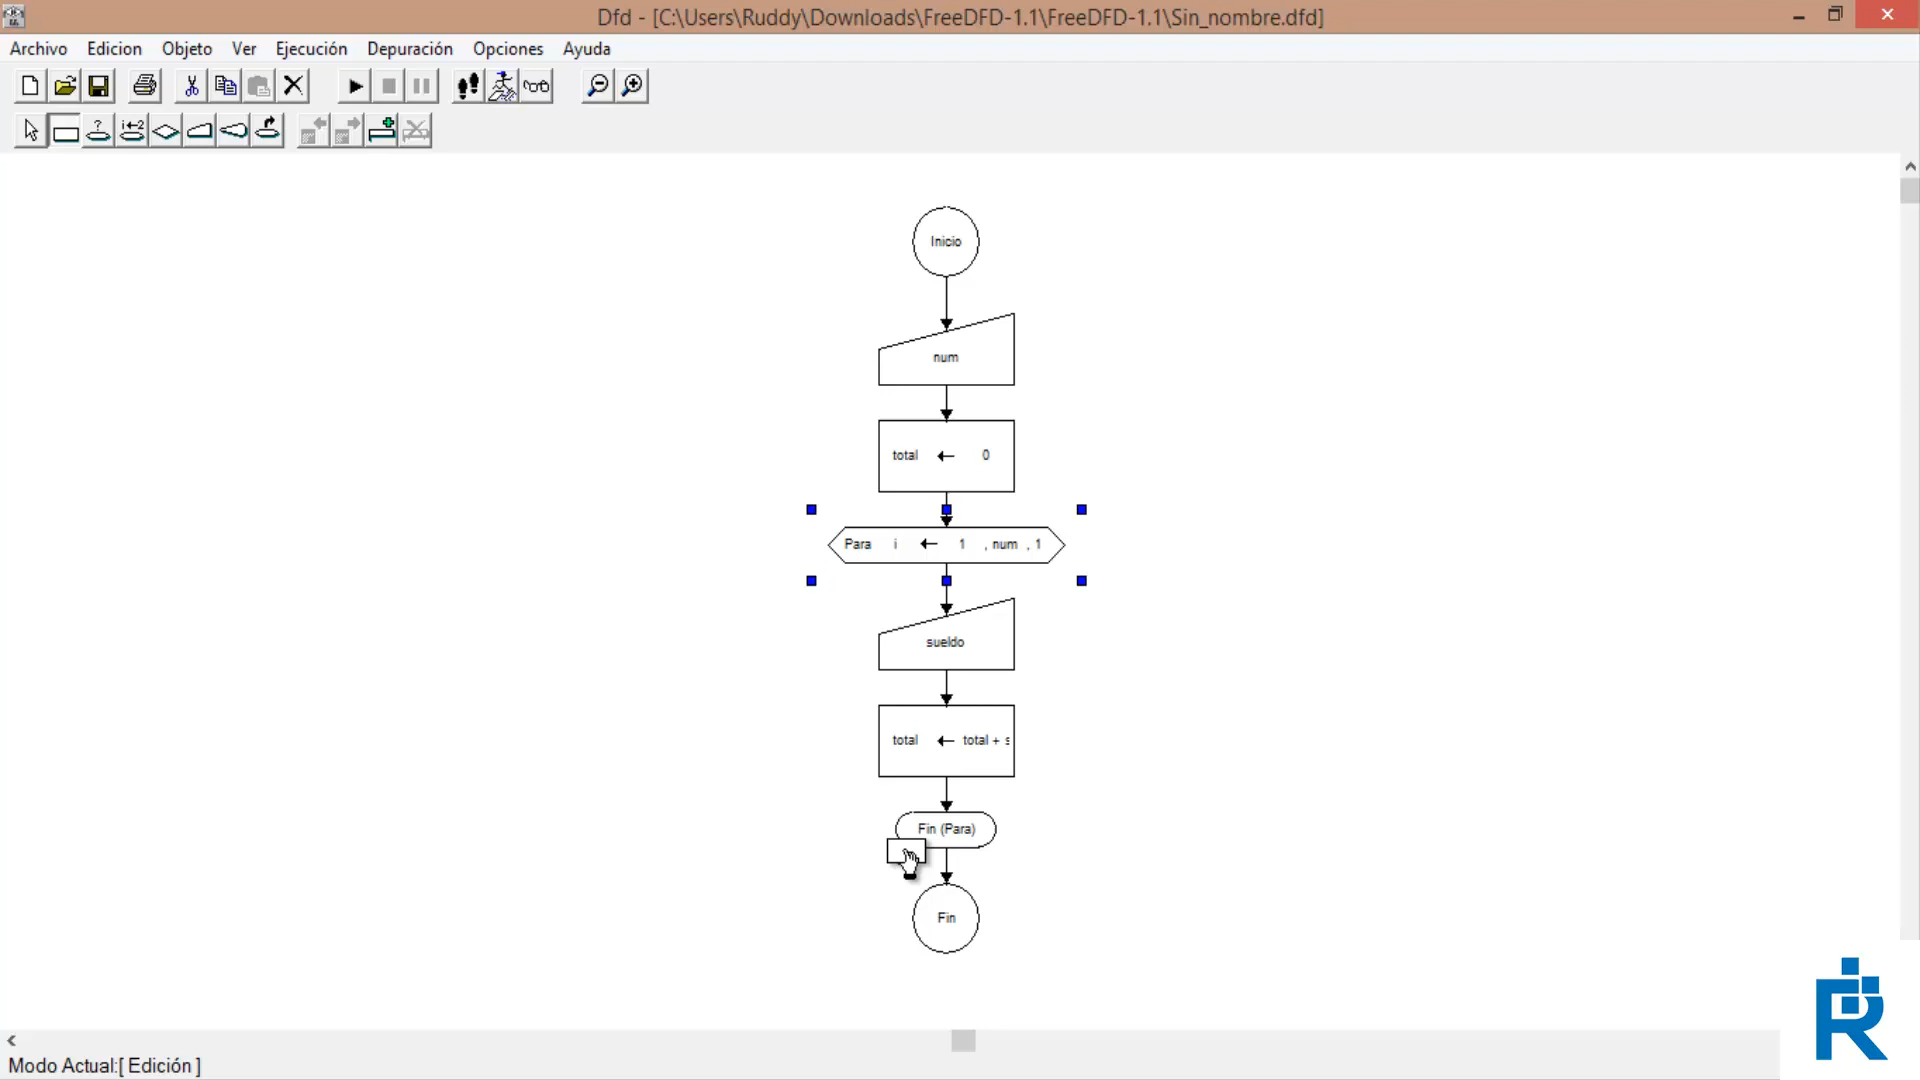 Dfd - [C:\Users\Ruddy\Downloads\FreeDFD-1.1\FreeDFD-1.1\Sin_nombre.dfd]
Archivo Edicion Objeto Ver Ejecución Depuración Opciones Ayuda
Inicio
num
total ← 0
Para i ← 1 , num , 1
sueldo
total ← total + s
Fin (Para)
Fin
Modo Actual:[ Edición ]